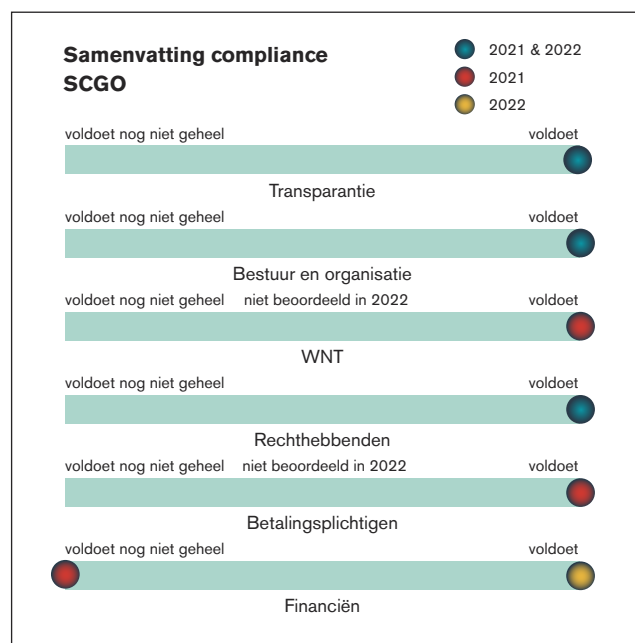 Samenvatting compliance
SCGO
2021 & 2022
2021
2022
voldoet nog niet geheel voldoet
Transparantie
voldoet nog niet geheel voldoet
Bestuur en organisatie
voldoet nog niet geheel niet beoordeeld in 2022 voldoet
WNT
voldoet nog niet geheel voldoet
Rechthebbenden
voldoet nog niet geheel niet beoordeeld in 2022 voldoet
Betalingsplichtigen
voldoet nog niet geheel voldoet
Financiën